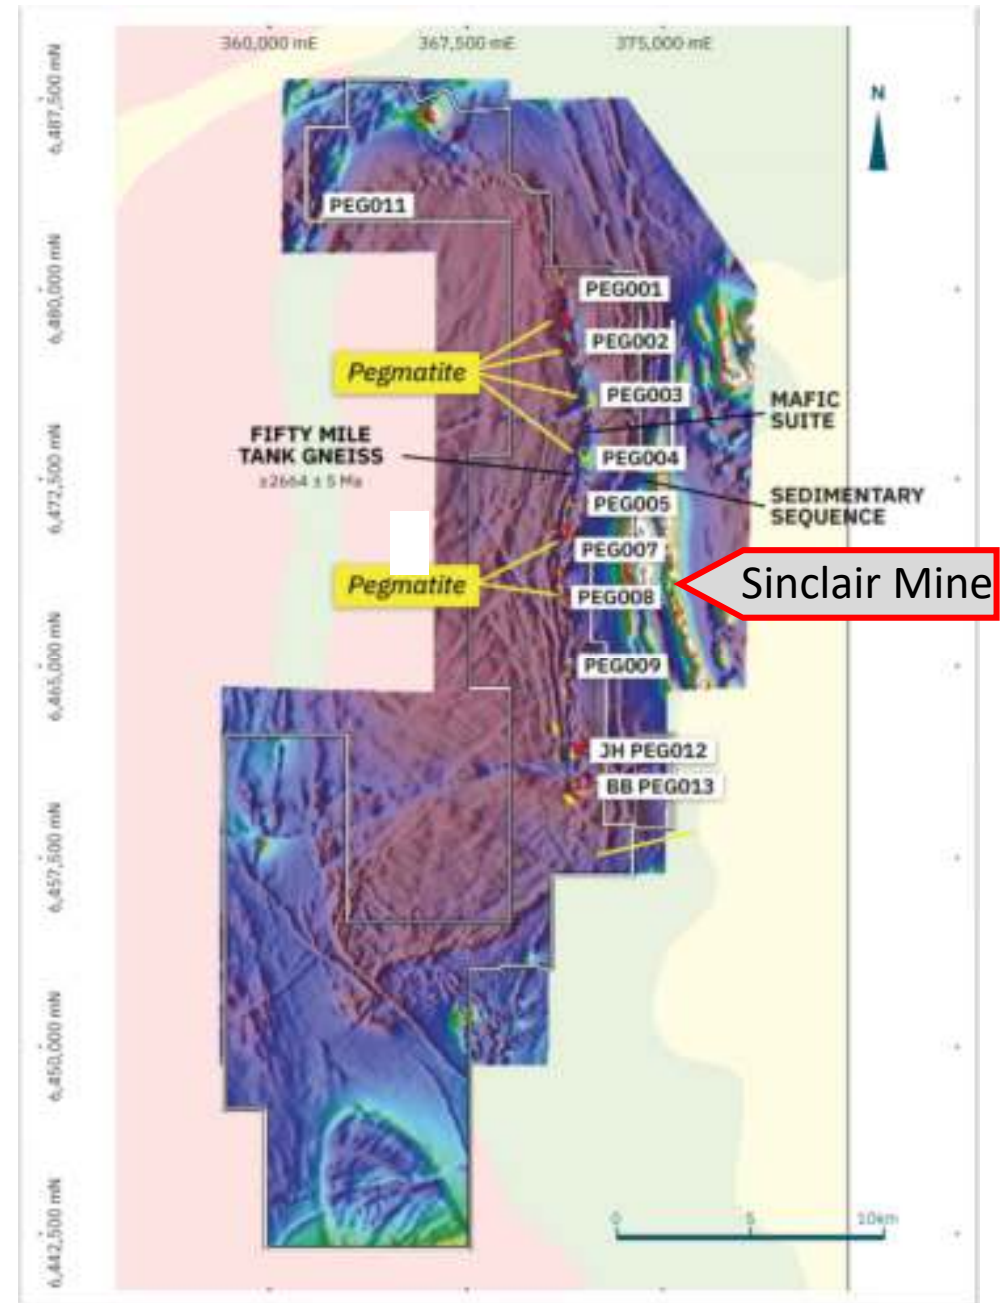 360,000 mE
367,500 mE
375,000 mE
6,487,500 mN
N
PEG011
6,480,000 mN
PEG001
PEG002
Pegmatite
PEG003
MAFIC
SUITE
FIFTY MILE
TANK GNEISS
±2664 ± 5 Ma
PEG004
6,472,500 mN
PEG005
SEDIMENTARY
SEQUENCE
PEG007
Pegmatite
PEG008
Sinclair Mine
6,465,000 mN
PEG009
JH PEG012
BB PEG013
6,457,500 mN
6,450,000 mN
6,442,500 mN
0
5
10km